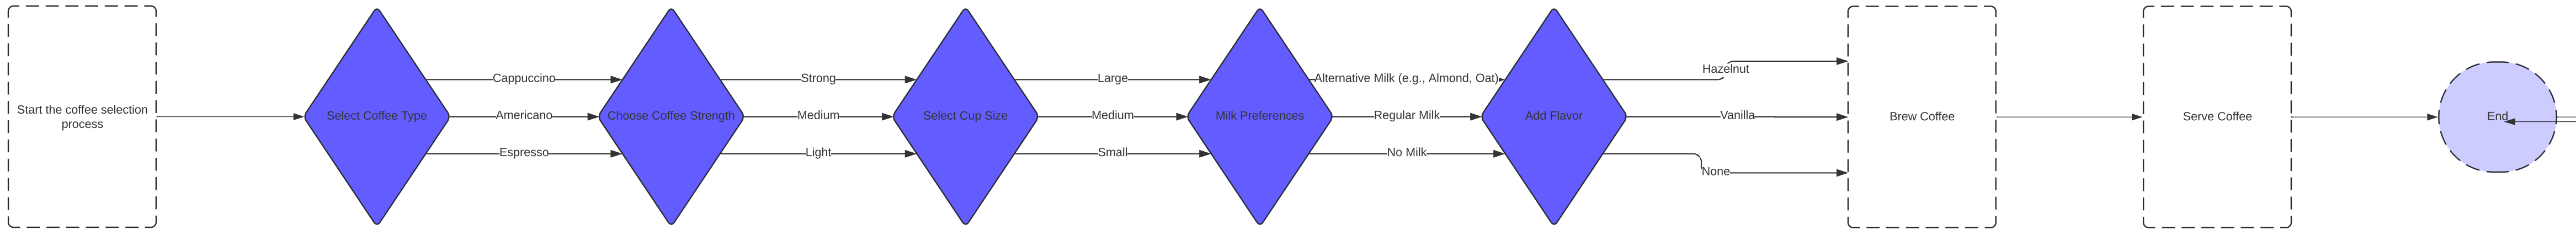 Start the coffee selection
process
Select Coffee Type
Cappuccino
Americano
Espresso
Choose Coffee Strength
Strong
Medium
Light
Select Cup Size
Large
Medium
Small
Milk Preferences
Alternative Milk (e.g., Almond, Oat)
Regular Milk
No Milk
Add Flavor
Hazelnut
Vanilla
None
Brew Coffee
Serve Coffee
End